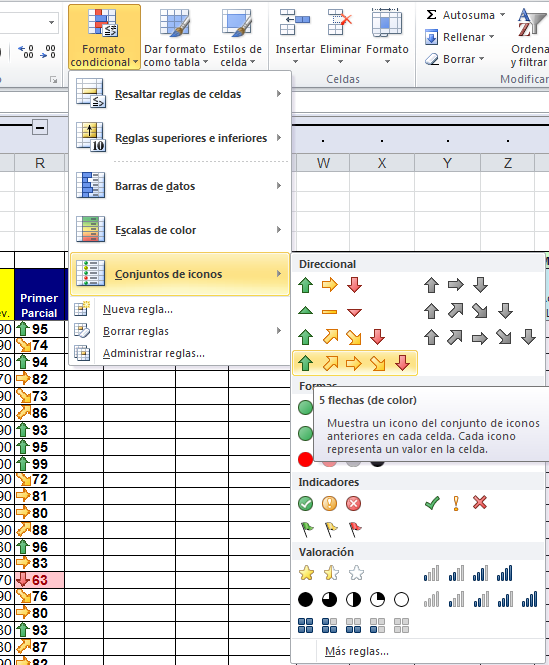 Formato condicional
Dar formato como tabla
Estilos de celda
Insertar
Eliminar
Formato
Celdas
Σ Autosuma
Rellenar
Borrar
Ordena
y filtrar
Modificar
,00
,00
Resaltar reglas de celdas
Reglas superiores e inferiores
10
Barras de datos
Escalas de color
Conjuntos de iconos
Nueva regla...
Borrar reglas
Administrar reglas...
R
W
X
Y
Z
ev.
Primer
Parcial
95
74
94
82
73
86
93
95
99
72
81
80
88
96
83
63
76
80
93
87
82
Direccional
Formas
5 flechas (de color)
Muestra un icono del conjunto de iconos
anteriores en cada celda. Cada icono
representa un valor en la celda.
Indicadores
Valoración
Más reglas...